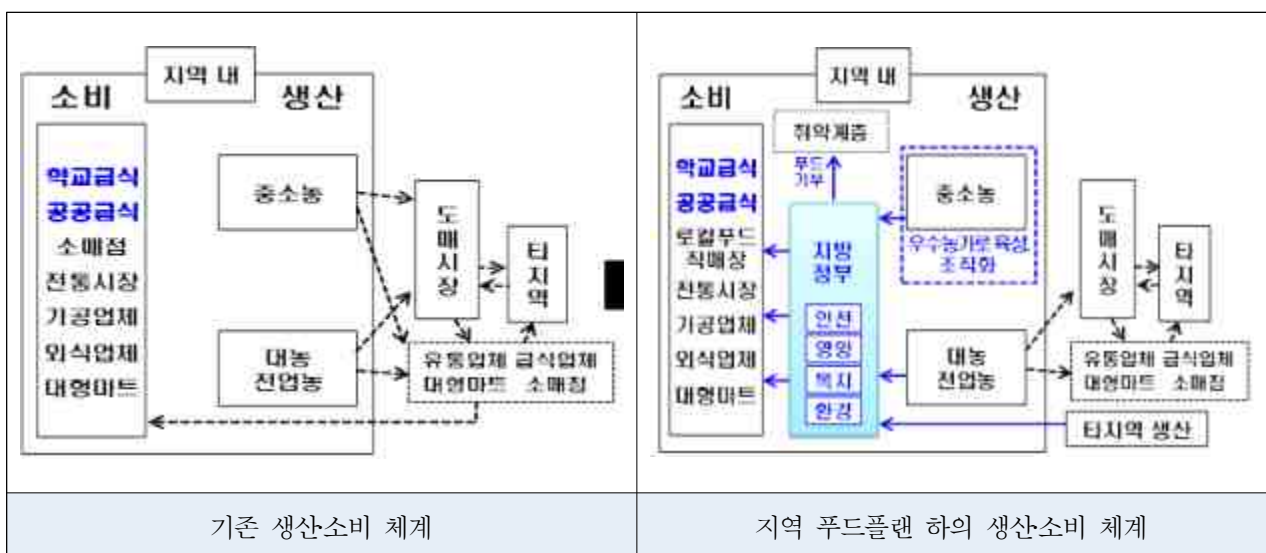 지역 내
소비
생산
학교급식
공공급식
소매점
전통시장
가공업체
외식업체
대형마트
중소농
대농
전업농
도매시장
타지역
유통업체 급식업체
대형마트 소매점
기존 생산·소비 체계
지역 내
소비
생산
학교급식
공공급식
로컬푸드
직매장
전통시장
가공업체
외식업체
대형마트
취약계층
푸드
기부
지방
정부
안전
영양
복지
환경
중소농
우수농가로 육성
조직화
대농
전업농
도매시장
타지역
유통업체 급식업체
대형마트 소매점
타지역 생산
지역 푸드플랜 하의 생산·소비 체계